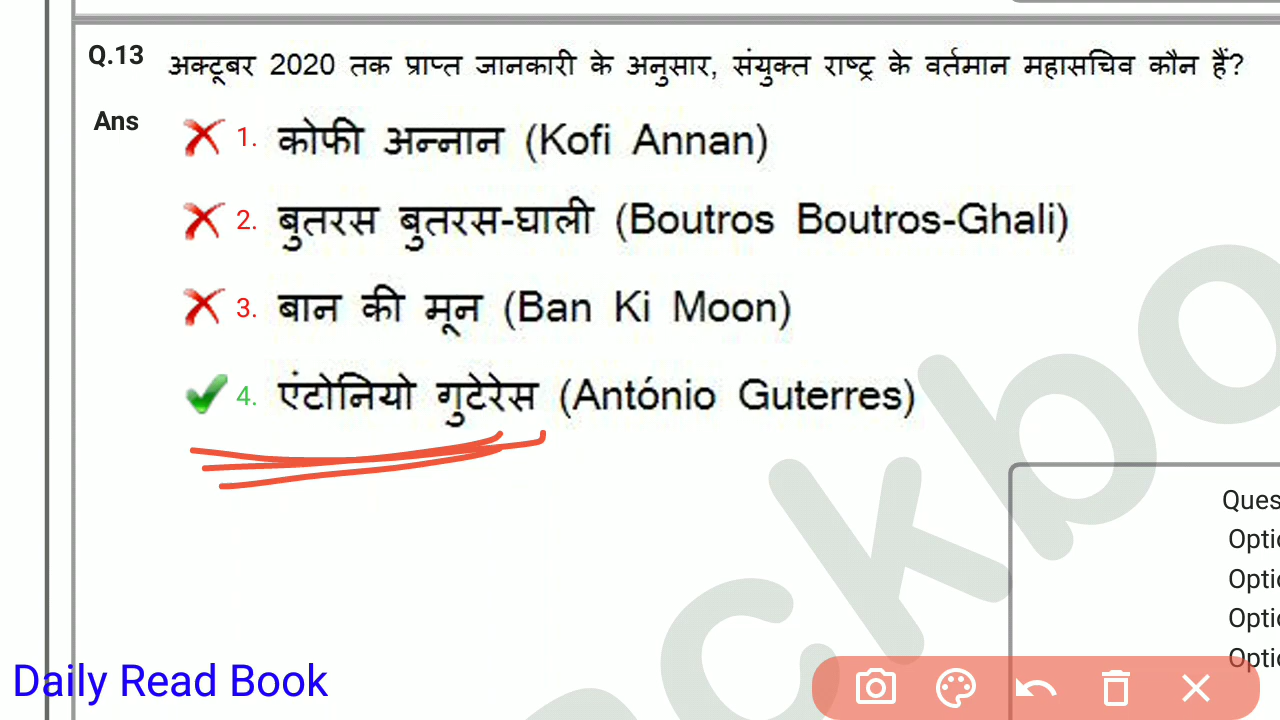 Q.13 अक्टूबर 2020 तक प्राप्त जानकारी के अनुसार, संयुक्त राष्ट्र के वर्तमान महासचिव कौन हैं?
Ans
1. कोफी अन्नान (Kofi Annan)
2. बुतरस बुतरस-घाली (Boutros Boutros-Ghali)
3. बान की मून (Ban Ki Moon)
4. एंटोनियो गुटेरेस (António Guterres)
Daily Read Book